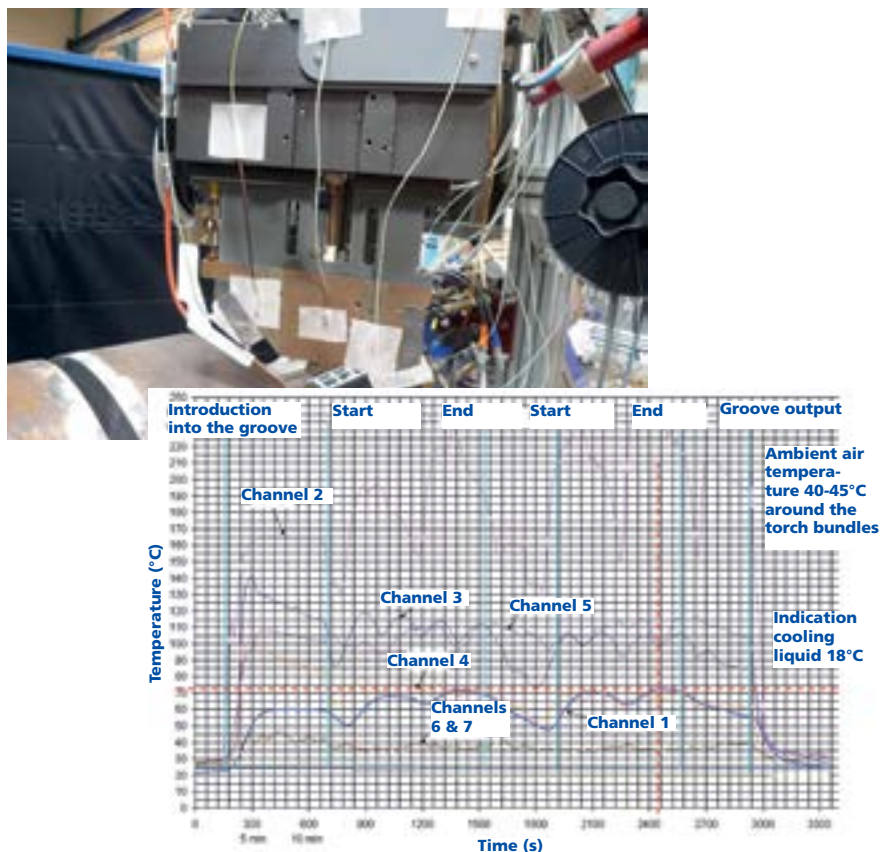 Introduction
into the groove
Start
End
Start
End
Groove output
Ambient air
tempera-
ture 40-45°C
around the
torch bundles
Channel 2
Channel 3
Channel 5
Indication
cooling
liquid 18°C
Channel 4
Channels
6 & 7
Channel 1
Temperature (°C)
220
210
200
190
180
170
160
150
140
130
120
110
100
90
80
70
60
50
40
30
20
10
0
0 300 600 900 1200 1500 1800 2100 2400 2700 3000 3300
5 min 10 min
Time (s)